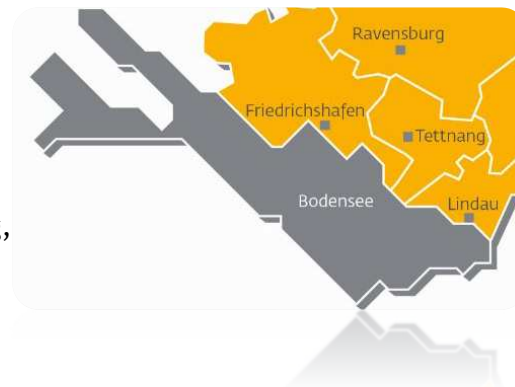 Ravensburg
Friedrichshafen
Tettnang
Bodensee
Lindau
,